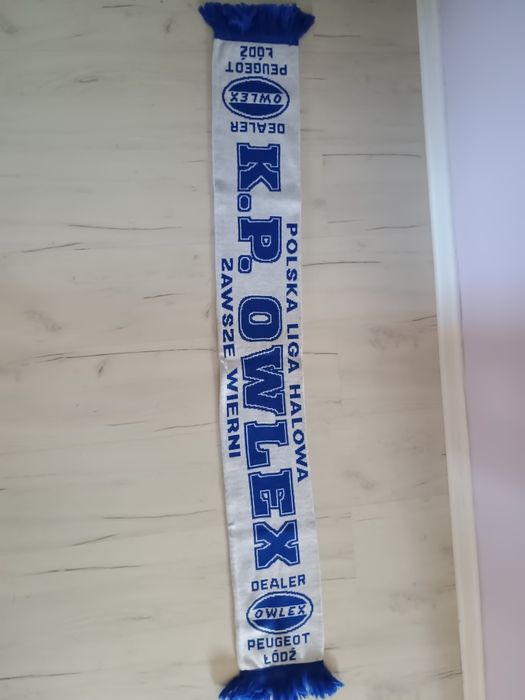 PEUGEOT
ŁÓDŹ
OWLEX
DEALER
POLSKA LIGA HALOWA
K.P. OWLEX
ZAWSZE WIERNI
DEALER
OWLEX
PEUGEOT
ŁÓDŹ